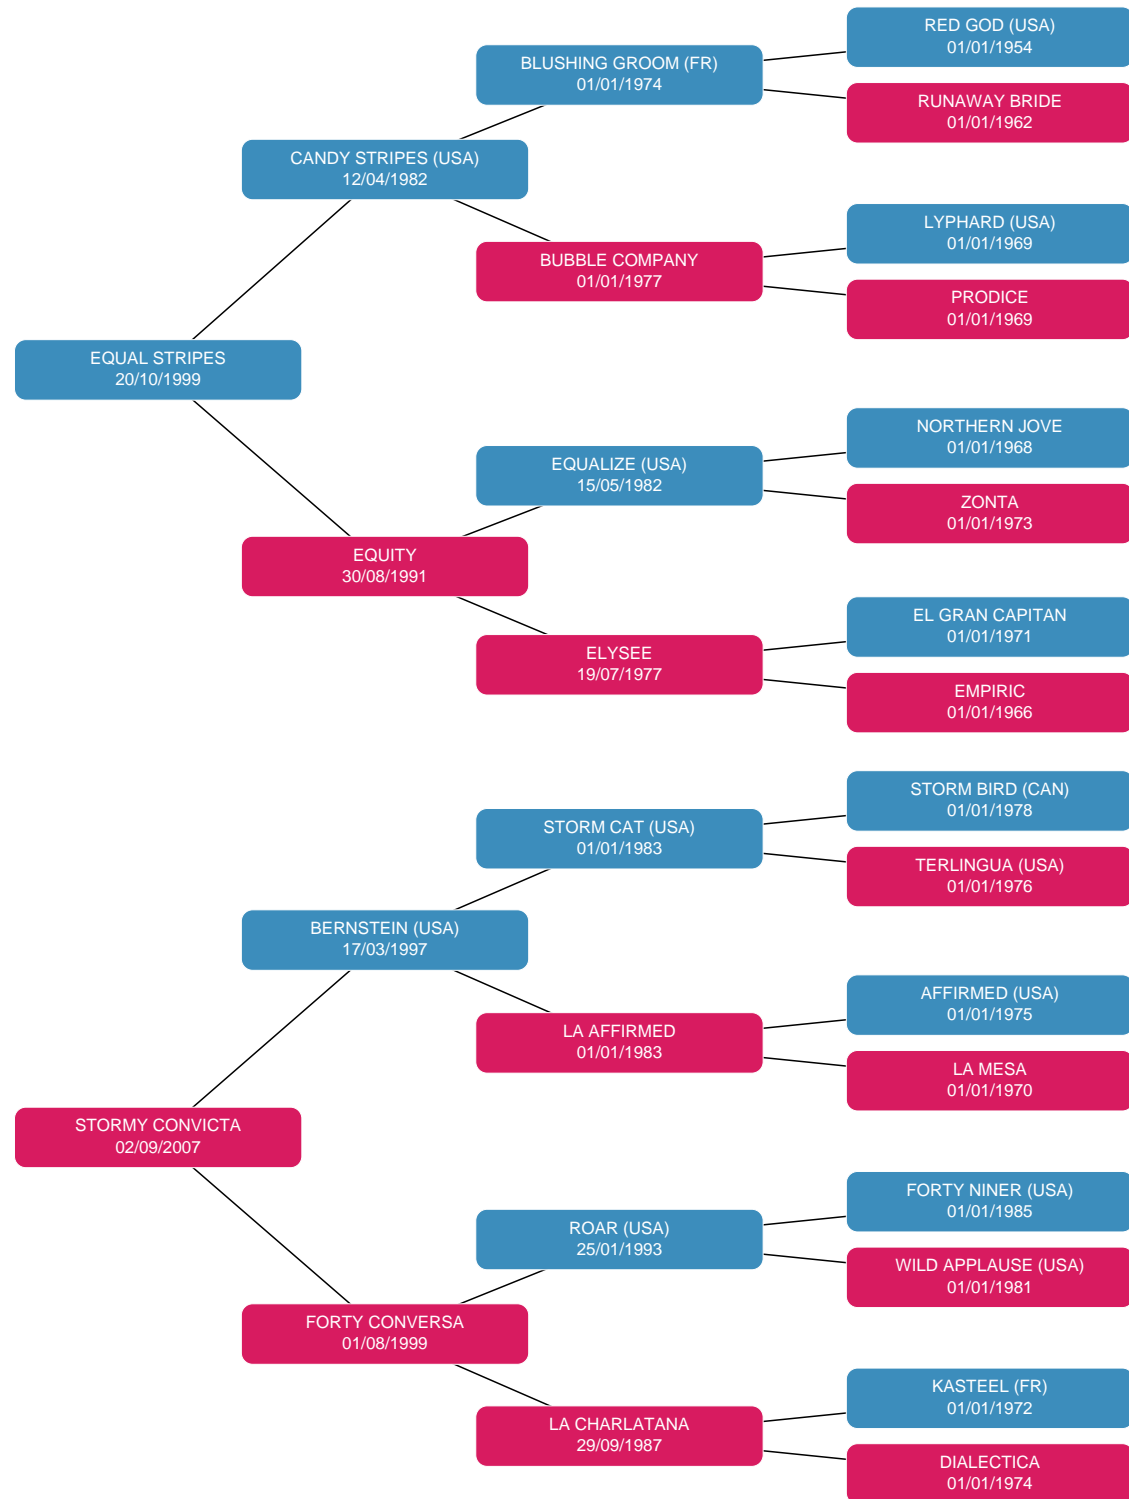 RED GOD (USA)
01/01/1954
BLUSHING GROOM (FR)
01/01/1974
RUNAWAY BRIDE
01/01/1962
CANDY STRIPES (USA)
12/04/1982
LYPHARD (USA)
01/01/1969
BUBBLE COMPANY
01/01/1977
PRODICE
01/01/1969
EQUAL STRIPES
20/10/1999
NORTHERN JOVE
01/01/1968
EQUALIZE (USA)
15/05/1982
ZONTA
01/01/1973
EQUITY
30/08/1991
EL GRAN CAPITAN
01/01/1971
ELYSEE
19/07/1977
EMPIRIC
01/01/1966
STORM BIRD (CAN)
01/01/1978
STORM CAT (USA)
01/01/1983
TERLINGUA (USA)
01/01/1976
BERNSTEIN (USA)
17/03/1997
AFFIRMED (USA)
01/01/1975
LA AFFIRMED
01/01/1983
LA MESA
01/01/1970
STORMY CONVICTA
02/09/2007
FORTY NINER (USA)
01/01/1985
ROAR (USA)
25/01/1993
WILD APPLAUSE (USA)
01/01/1981
FORTY CONVERSA
01/08/1999
KASTEEL (FR)
01/01/1972
LA CHARLATANA
29/09/1987
DIALECTICA
01/01/1974